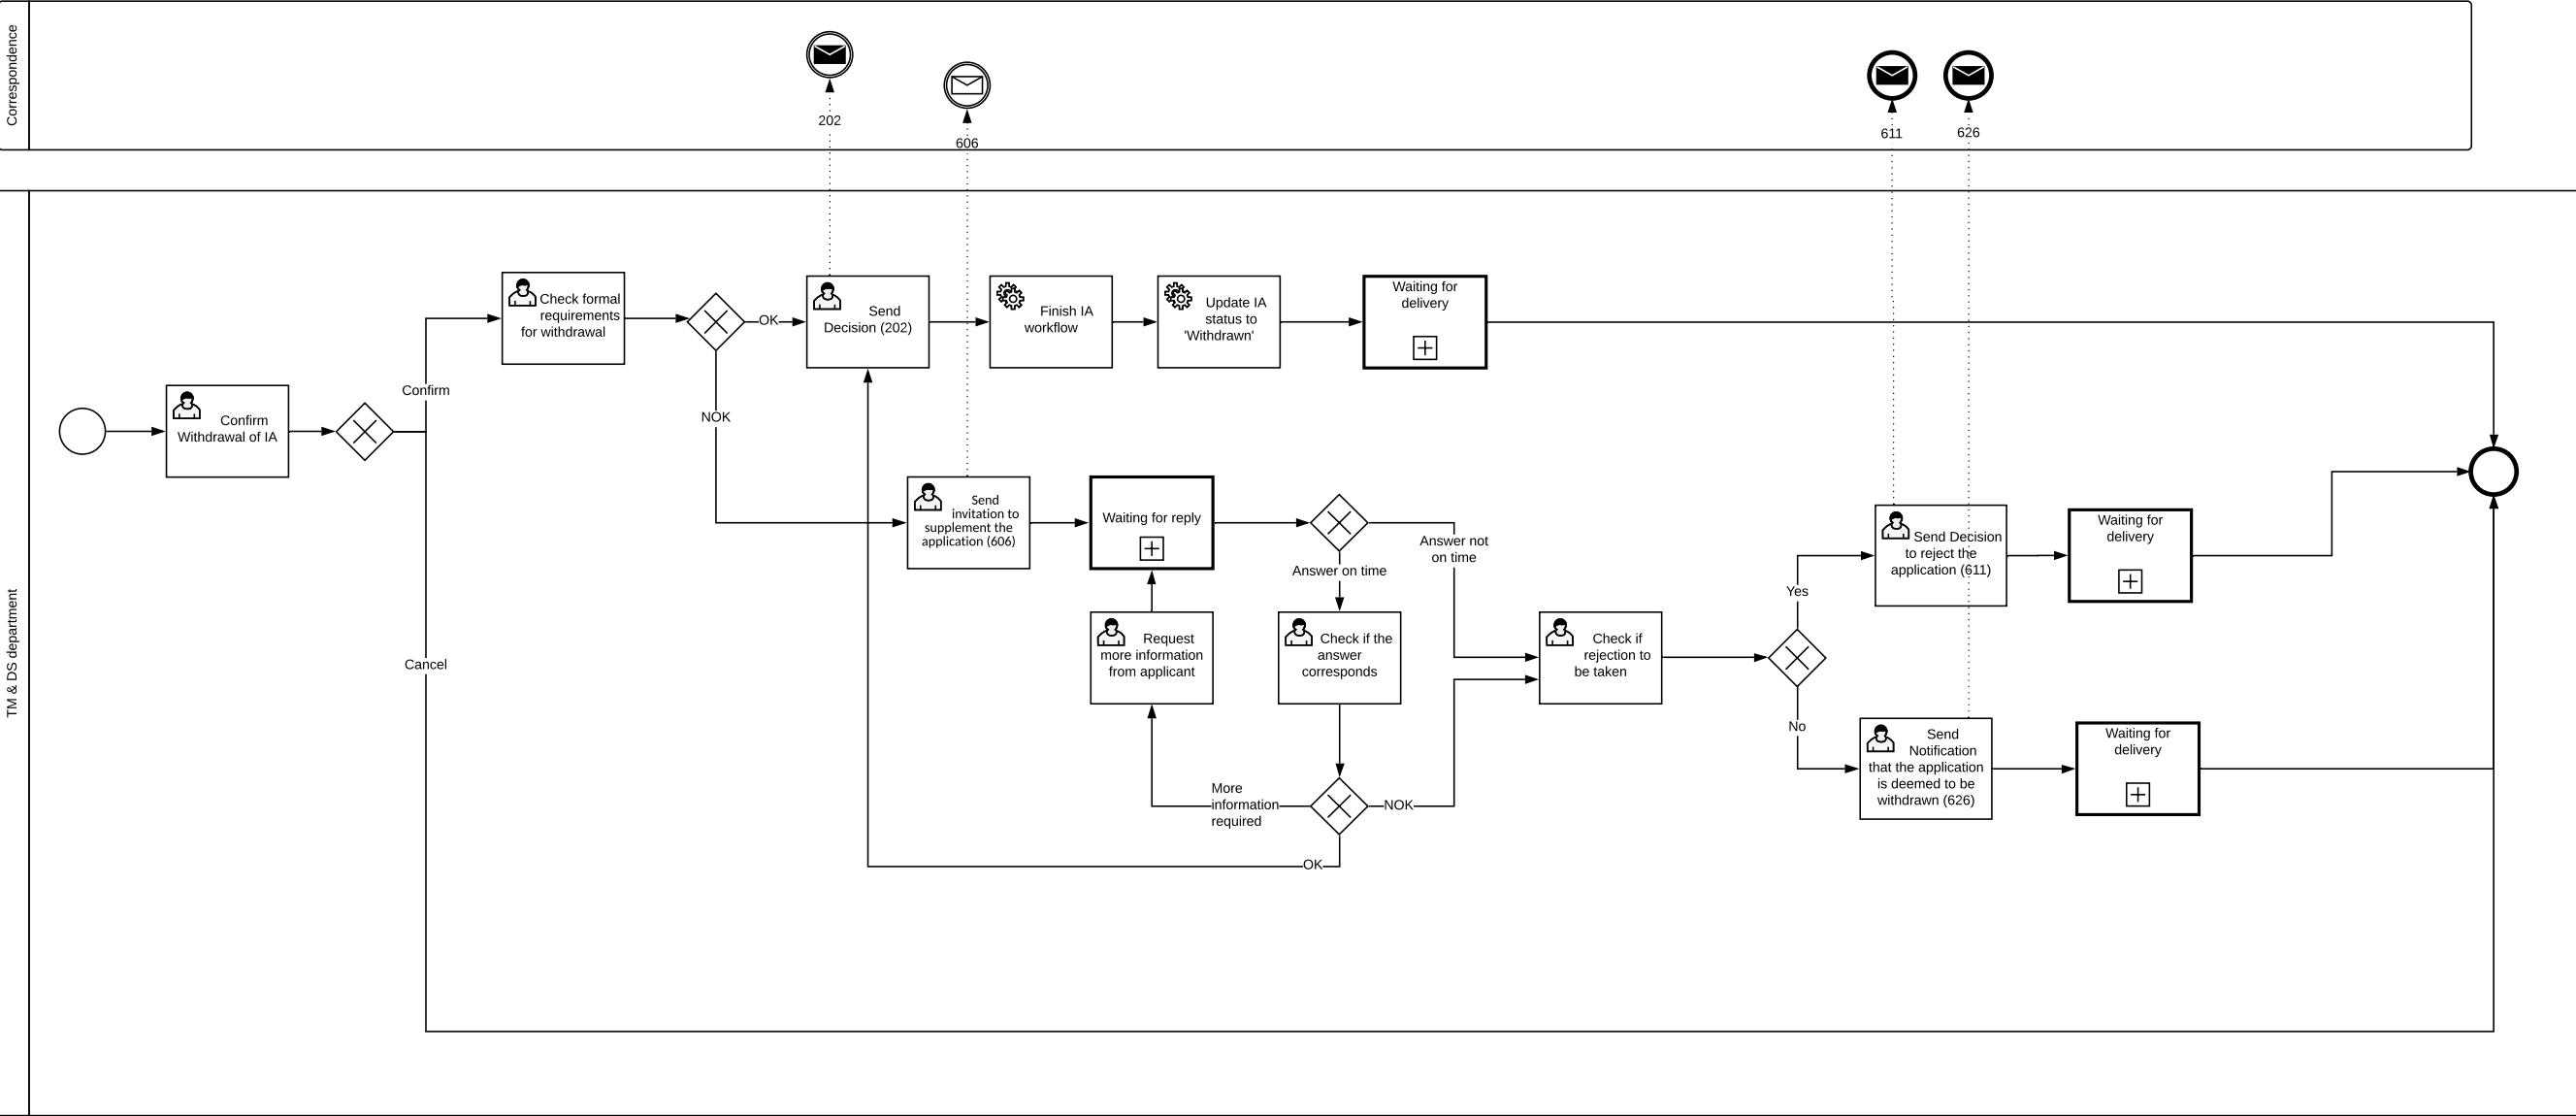 Correspondence
202
606
611
626
TM & DS department
Confirm
Withdrawal of IA
Confirm
Cancel
Check formal
requirements
for withdrawal
OK
NOK
Send
Decision (202)
Finish IA
workflow
Update IA
status to
'Withdrawn'
Waiting for
delivery
Send
invitation to
supplement the
application (606)
Waiting for reply
Answer not
on time
Answer on time
Request
more information
from applicant
Check if the
answer
corresponds
More
information
required
NOK
OK
Check if
rejection to
be taken
Yes
No
Send Decision
to reject the
application (611)
Waiting for
delivery
Send
Notification
that the application
is deemed to be
withdrawn (626)
Waiting for
delivery